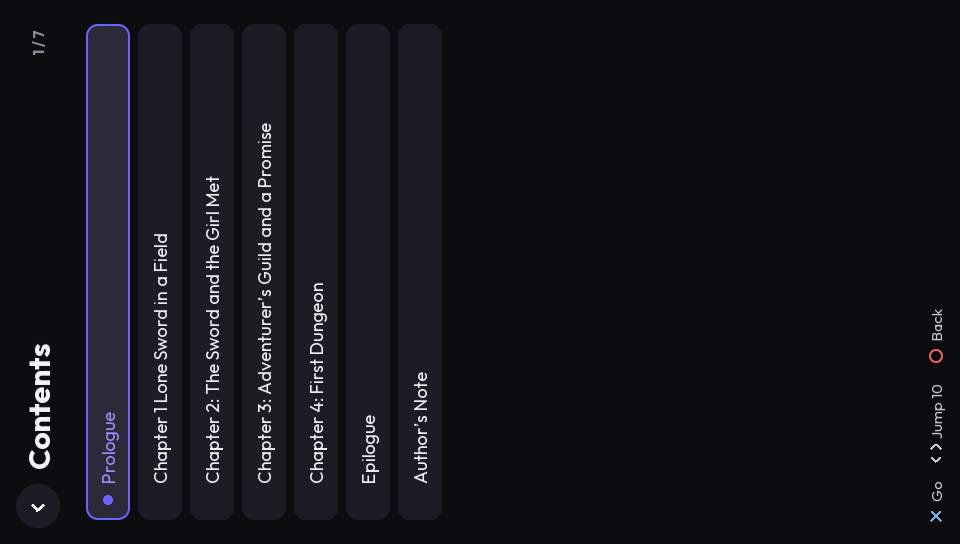 Contents
1/7
Prologue
Chapter 1 Lone Sword in a Field
Chapter 2: The Sword and the Girl Met
Chapter 3: Adventurer's Guild and a Promise
Chapter 4: First Dungeon
Epilogue
Author's Note
Go Jump 10 Back